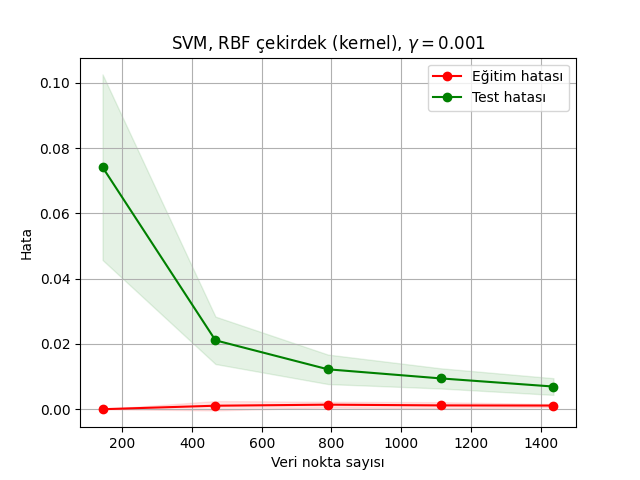 SVM, RBF çekirdek (kernel), γ = 0.001
Eğitim hatası
Test hatası
0.10
0.08
0.06
0.04
0.02
0.00
Hata
200 400 600 800 1000 1200 1400
Veri nokta sayısı